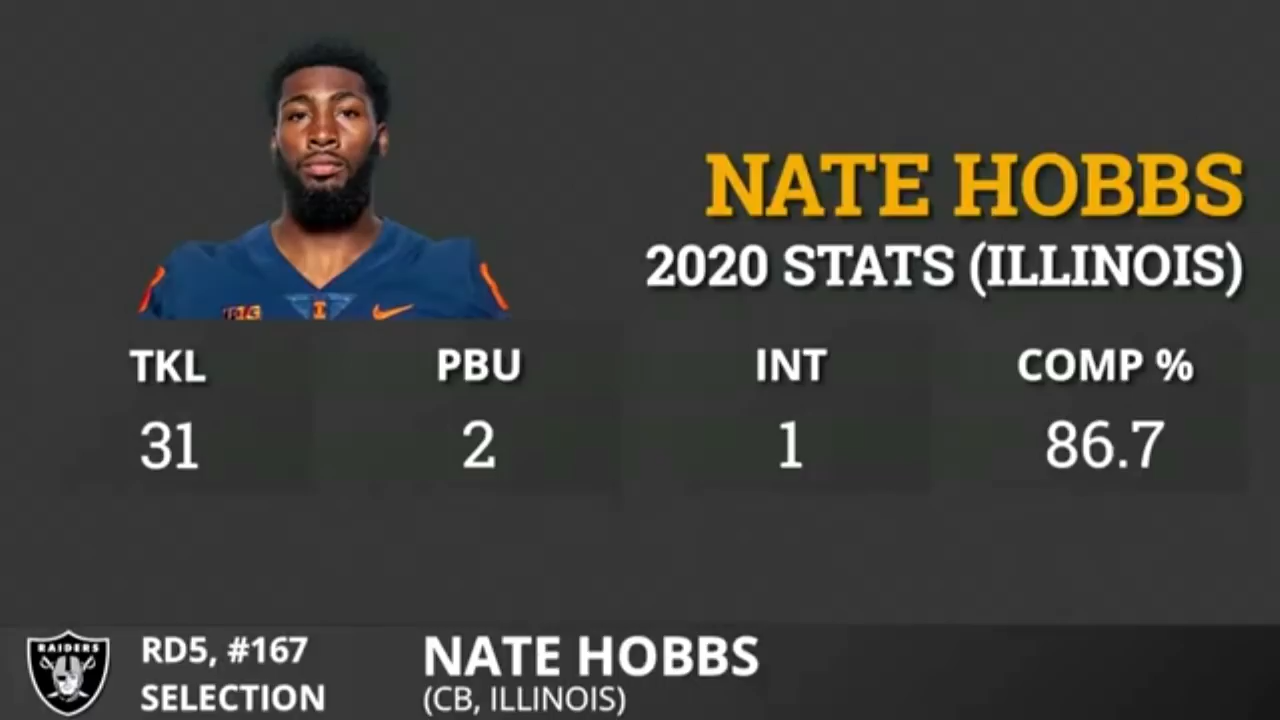 NATE HOBBS
2020 STATS (ILLINOIS)
TKL PBU INT COMP %
31 2 1 86.7
RAIDERS
RD5, #167
SELECTION
NATE HOBBS
(CB, ILLINOIS)